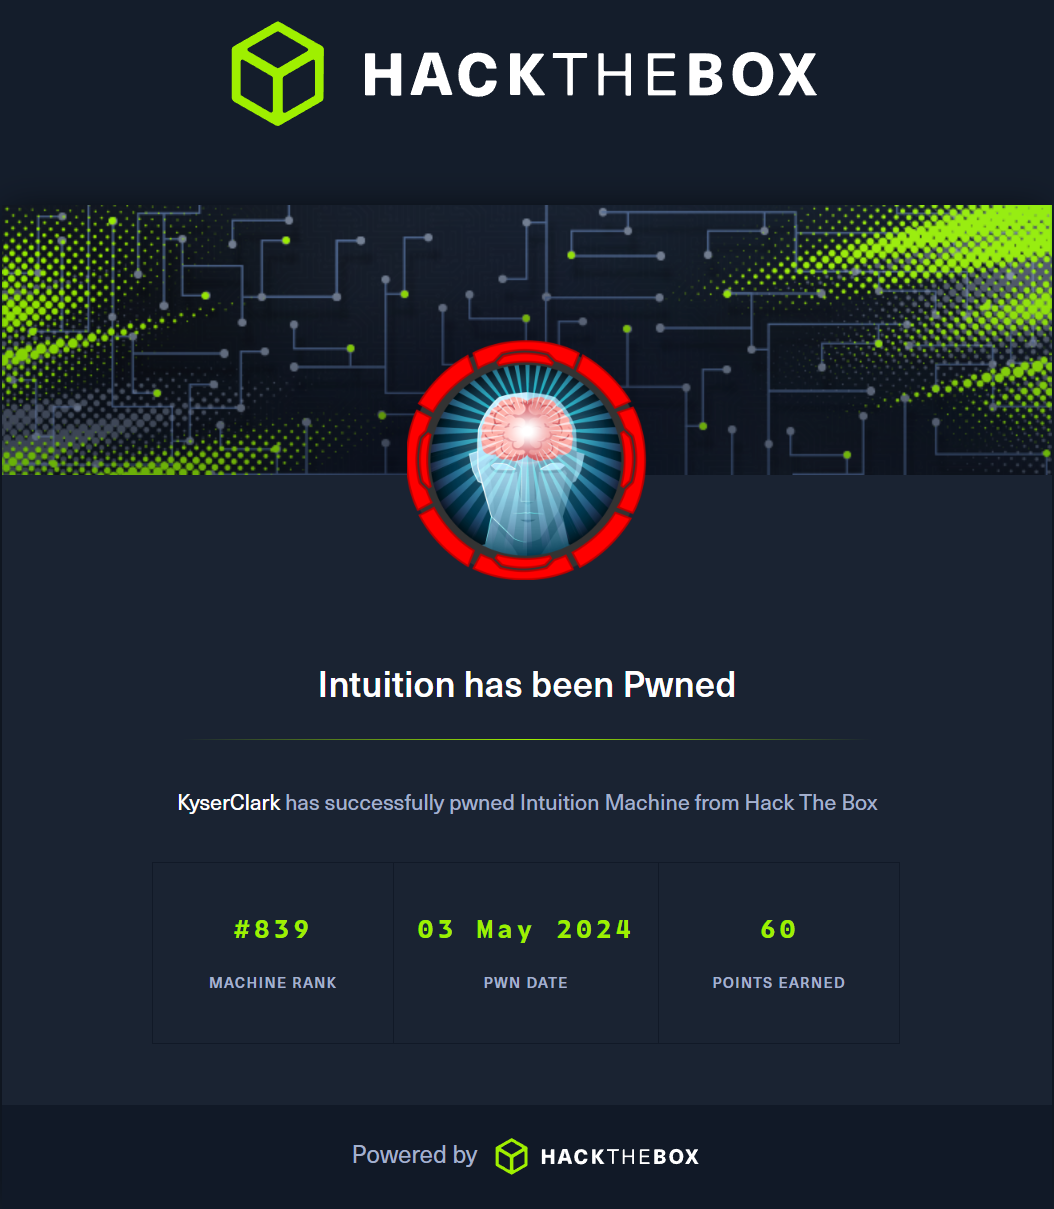 HACKTHEBOX
Intuition has been Pwned
KyserClark has successfully pwned Intuition Machine from Hack The Box
#839
MACHINE RANK
03 May 2024
PWN DATE
60
POINTS EARNED
Powered by HACKTHEBOX